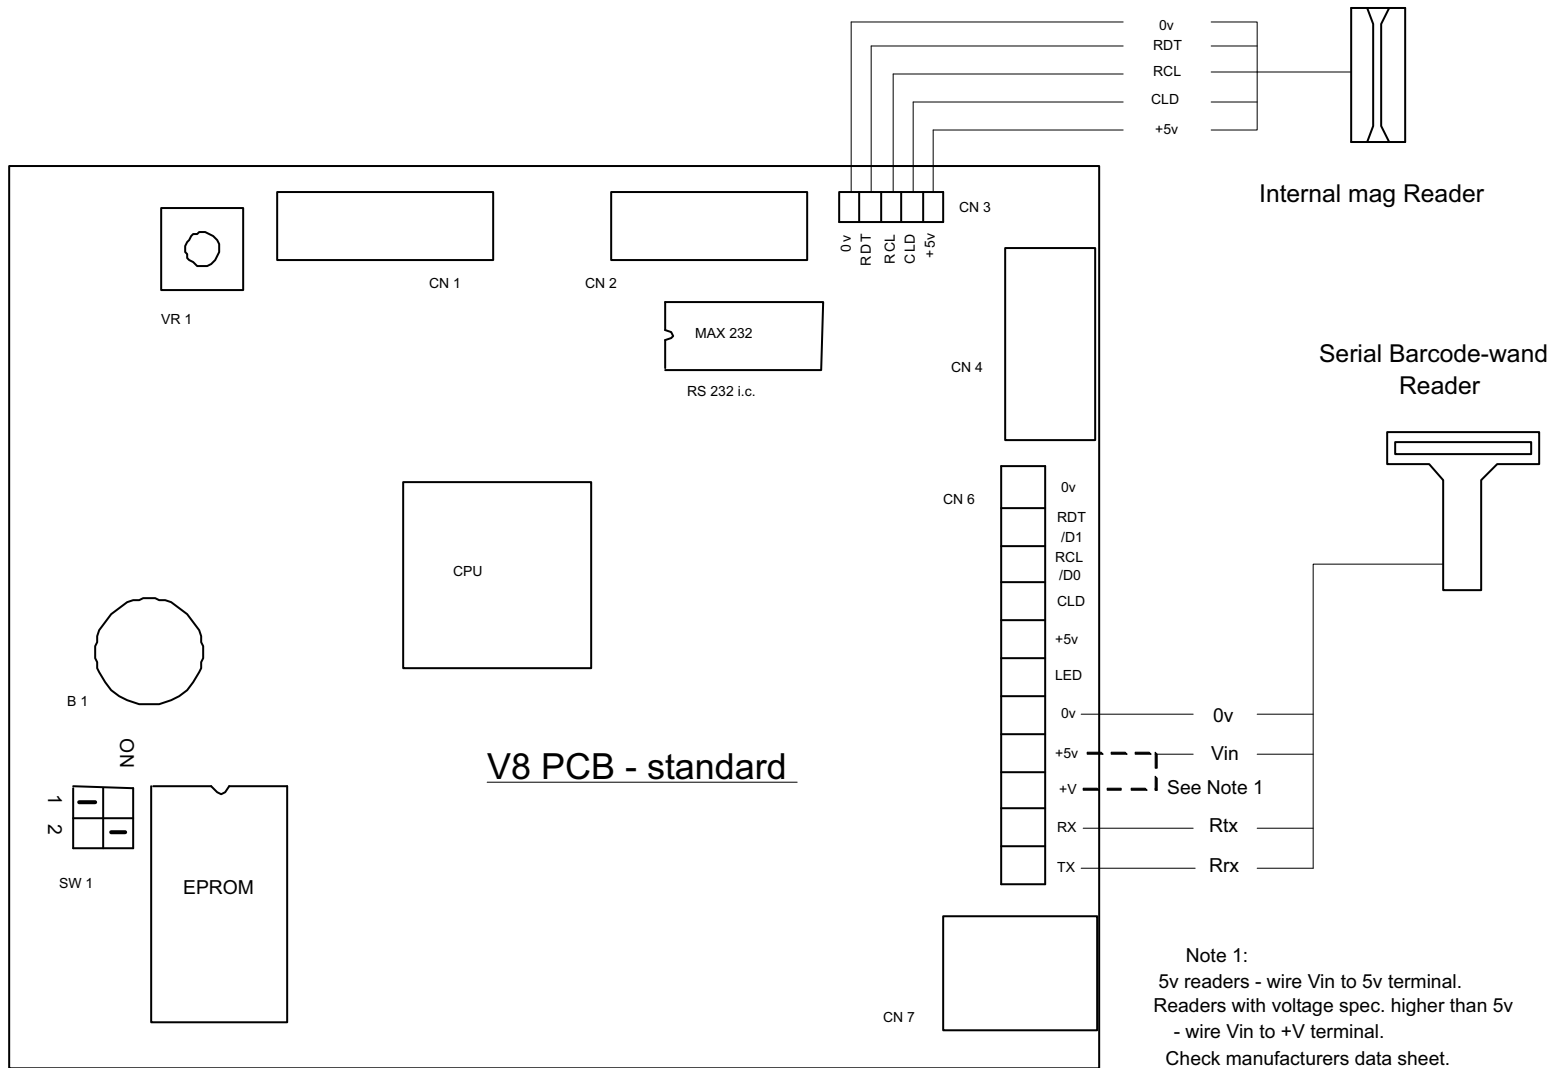 0v
RDT
RCL
CLD
+5v
Internal mag Reader
CN 3
0v
RDT
RCL
CLD
+5v
CN 1
CN 2
VR 1
MAX 232
RS 232 i.c.
CN 4
Serial Barcode-wand
Reader
CN 6
0v
RDT
/D1
RCL
/D0
CLD
+5v
LED
0v
+5v
+V
RX
TX
0v
Vin
See Note 1
Rtx
Rrx
CPU
B 1
ON
1
2
SW 1
EPROM
V8 PCB - standard
CN 7
Note 1:
5v readers - wire Vin to 5v terminal.
Readers with voltage spec. higher than 5v
- wire Vin to +V terminal.
Check manufacturers data sheet.